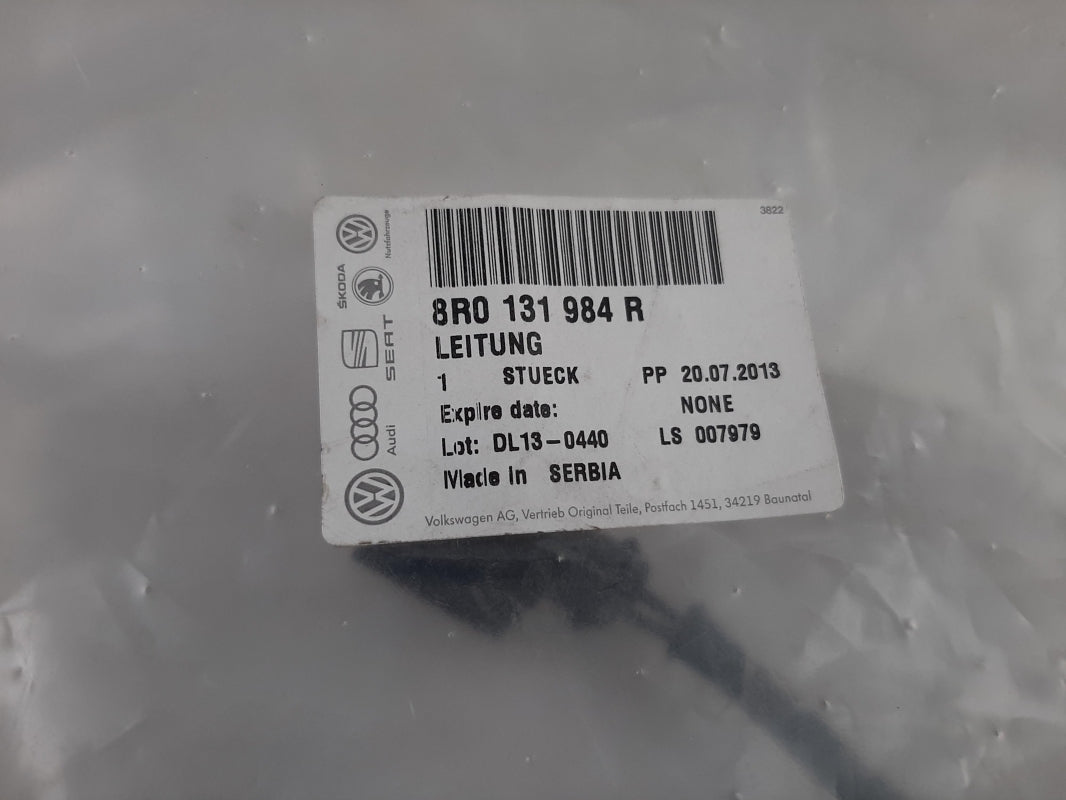 3822
Nutzfahrzeuge
ŠKODA
SEAT
Audi
8R0 131 984 R
LEITUNG
1 STUECK PP 20.07.2013
Expire date: NONE
Lot: DL13-0440 LS 007979
Made in SERBIA
Volkswagen AG, Vertrieb Original Teile, Postfach 1451, 34219 Baunatal